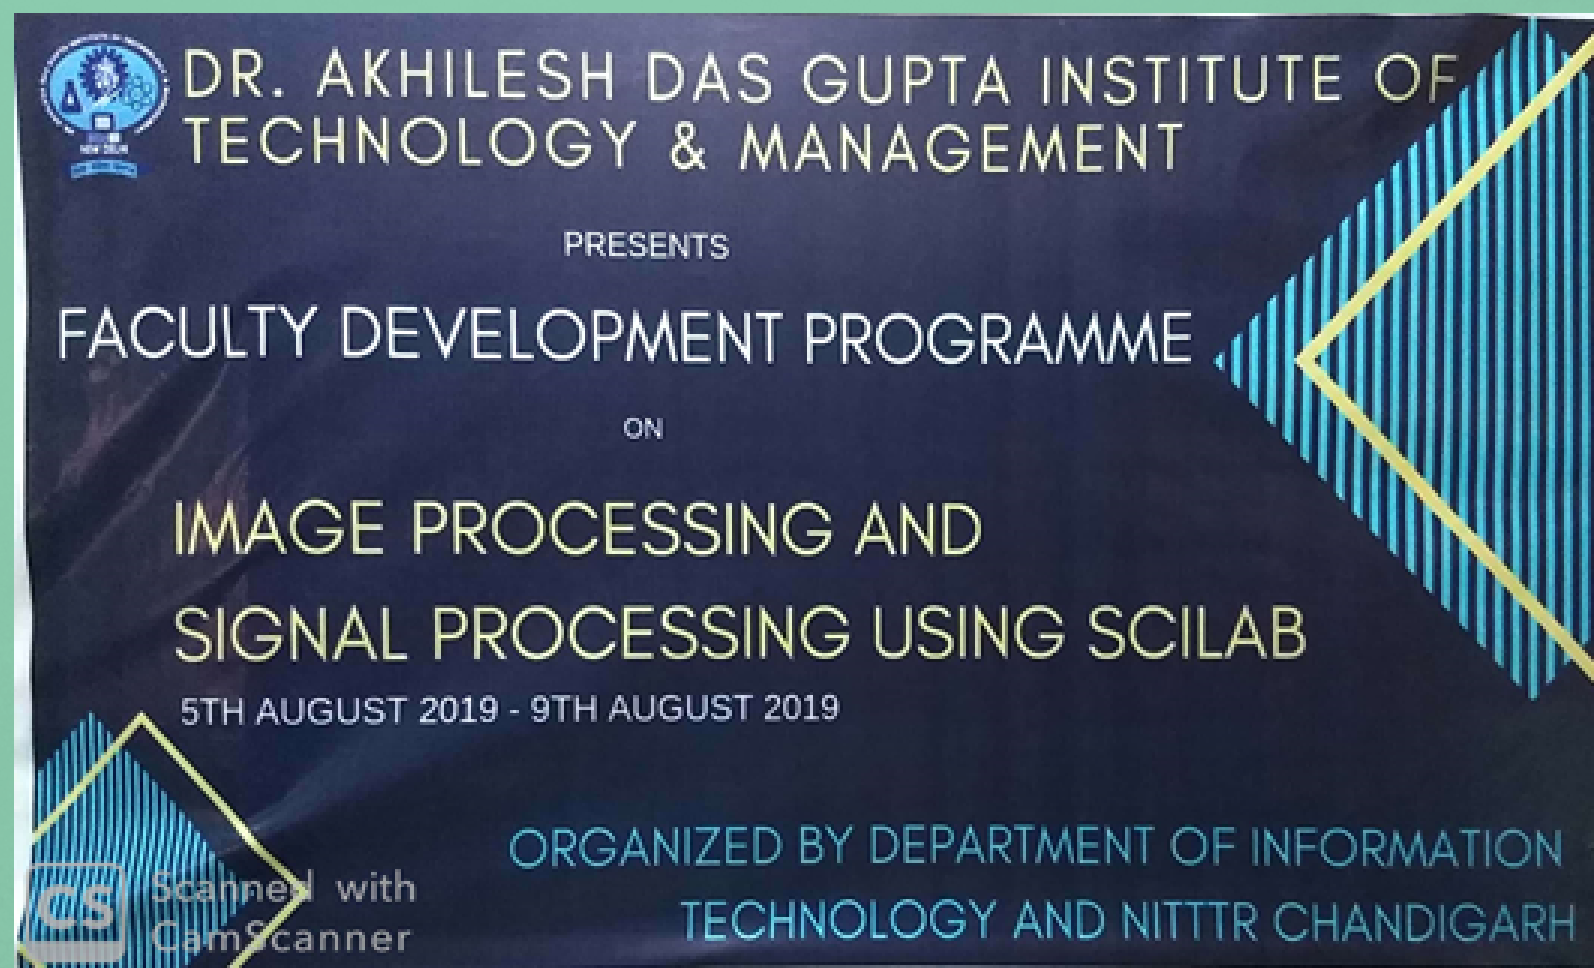 DR. AKHILESH DAS GUPTA INSTITUTE OF
TECHNOLOGY & MANAGEMENT
NEW DELHI
PRESENTS
FACULTY DEVELOPMENT PROGRAMME
ON
IMAGE PROCESSING AND
SIGNAL PROCESSING USING SCILAB
5TH AUGUST 2019 - 9TH AUGUST 2019
ORGANIZED BY DEPARTMENT OF INFORMATION
TECHNOLOGY AND NITTTR CHANDIGARH
CS Scanned with
CamScanner